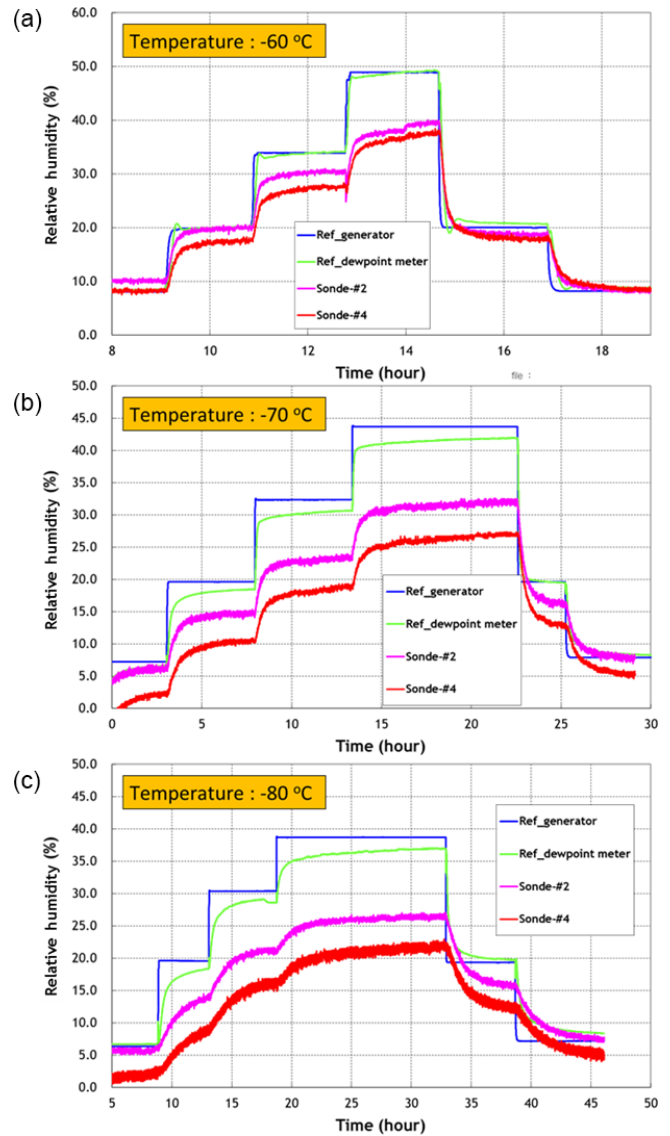 (a)
Temperature : -60 °C
Relative humidity (%)
60.0
50.0
40.0
30.0
20.0
10.0
0.0
Ref_generator
Ref_dewpoint meter
Sonde-#2
Sonde-#4
8
10
12
14
16
18
Time (hour)
file :
(b)
Temperature : -70 °C
Relative humidity (%)
50.0
45.0
40.0
35.0
30.0
25.0
20.0
15.0
10.0
5.0
0.0
Ref_generator
Ref_dewpoint meter
Sonde-#2
Sonde-#4
0
5
10
15
20
25
30
Time (hour)
(c)
Temperature : -80 °C
Relative humidity (%)
50.0
45.0
40.0
35.0
30.0
25.0
20.0
15.0
10.0
5.0
0.0
Ref_generator
Ref_dewpoint meter
Sonde-#2
Sonde-#4
5
10
15
20
25
30
35
40
45
50
Time (hour)